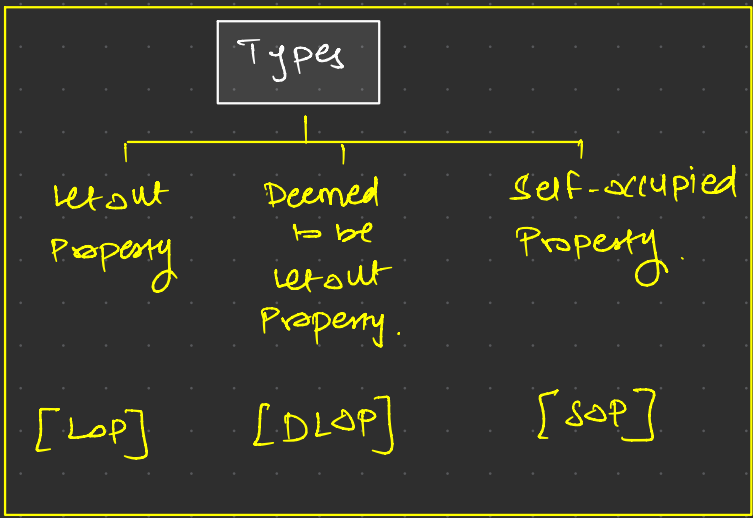 Types
Letout
Property
Deemed
to be
Letout
Property.
Self-occupied
Property.
[LOP]
[DLOP]
[SOP]